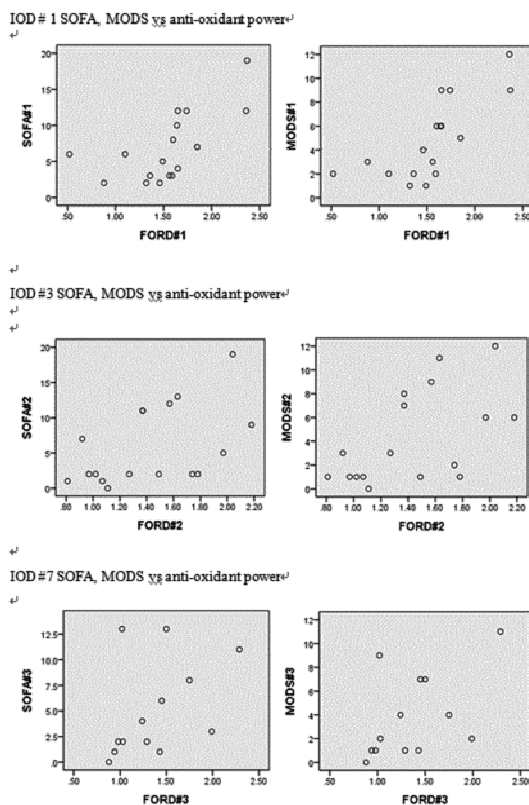 IOD # 1 SOFA, MODS vs anti-oxidant power↵
↵
SOFA#1
20
15
10
5
0
.50 1.00 1.50 2.00 2.50
FORD#1
MODS#1
12
10
8
6
4
2
0
.50 1.00 1.50 2.00 2.50
FORD#1
↵
IOD #3 SOFA, MODS vs anti-oxidant power↵
↵
↵
SOFA#2
20
15
10
5
0
.80 1.00 1.20 1.40 1.60 1.80 2.00 2.20
FORD#2
MODS#2
12
10
8
6
4
2
0
.80 1.00 1.20 1.40 1.60 1.80 2.00 2.20
FORD#2
↵
IOD #7 SOFA, MODS vs anti-oxidant power↵
↵
SOFA#3
12.5
10.0
7.5
5.0
2.5
0.0
.50 1.00 1.50 2.00 2.50
FORD#3
MODS#3
10
8
6
4
2
0
.50 1.00 1.50 2.00 2.50
FORD#3